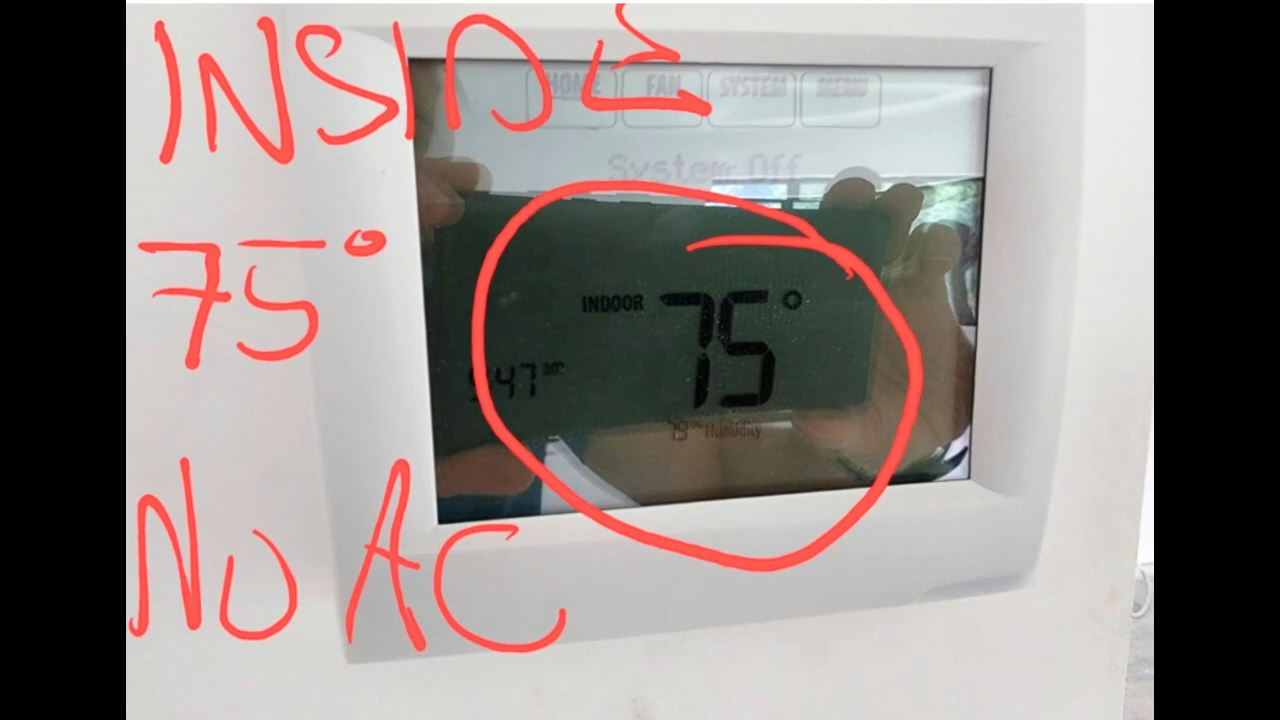 INSIDE
HOME FAN SYSTEM MENU
System Off
75°
INDOOR 75°
Humidity
NO AC